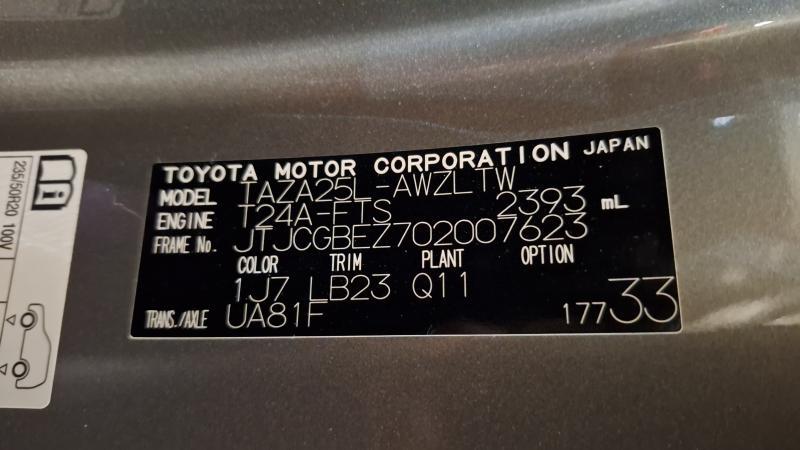 TOYOTA MOTOR CORPORATION JAPAN
MODEL TAZA25L-AWZLTW
ENGINE T24A-FTS 2393 mL
FRAME No. JTJCGBEZ702007623
COLOR TRIM PLANT OPTION
1J7 LB23 Q11
TRANS./AXLE UA81F 17733
235/50R20 100V